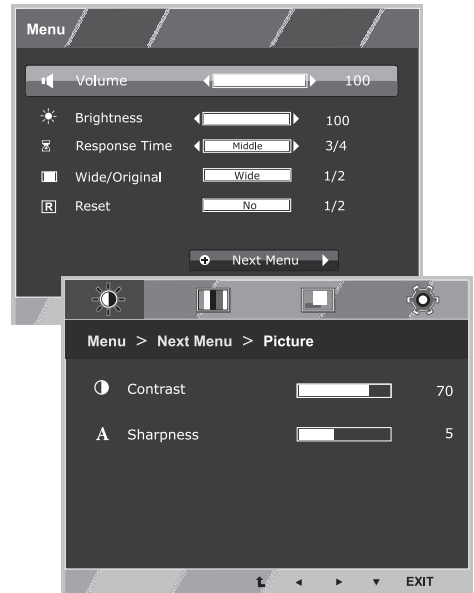 Menu
Volume 100
Brightness 100
Response Time Middle 3/4
Wide/Original Wide 1/2
R Reset No 1/2
Next Menu
Menu > Next Menu > Picture
Contrast 70
A Sharpness 5
EXIT